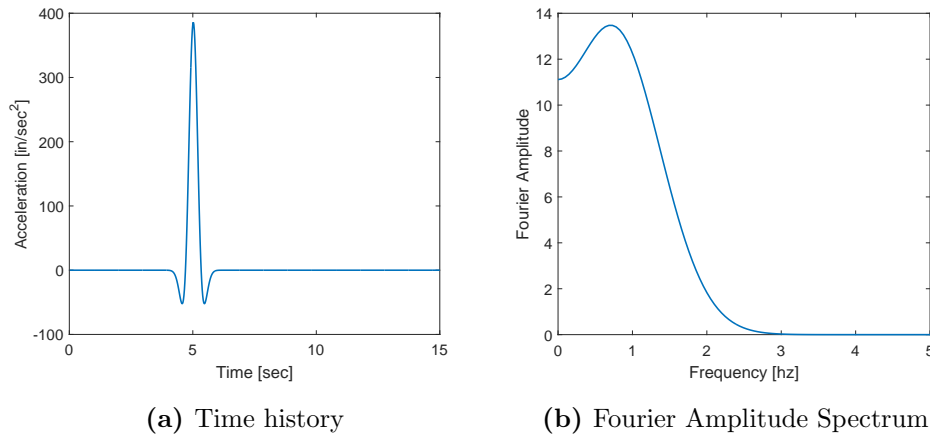 400
300
200
100
0
-100
Acceleration [in/sec²]
0 5 10 15
Time [sec]
(a) Time history
14
12
10
8
6
4
2
0
Fourier Amplitude
0 1 2 3 4 5
Frequency [hz]
(b) Fourier Amplitude Spectrum